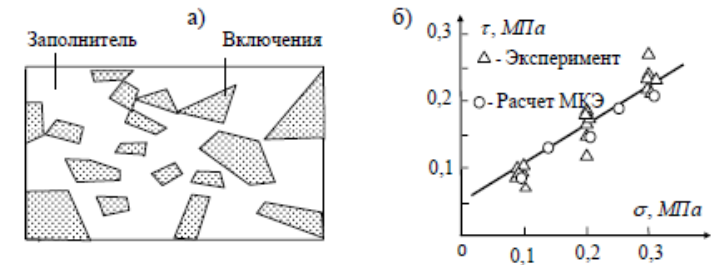 а)
Заполнитель
Включения
б)
τ, МПа
0,3
- Эксперимент
0,2
- Расчет МКЭ
0,1
σ, МПа
0
0,1
0,2
0,3